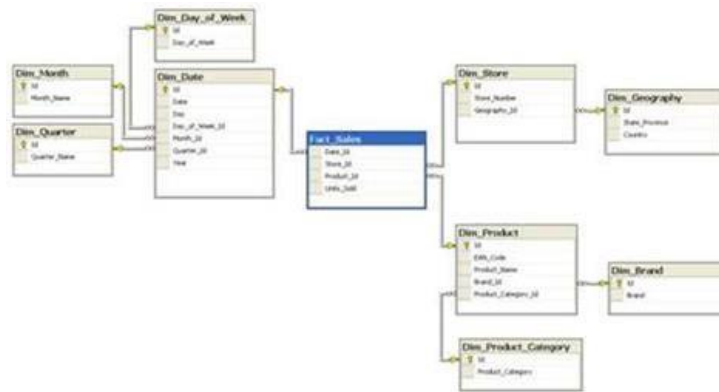 Dim_Day_of_Week
Id
Day_of_Week
Dim_Month
Id
Month_Name
Dim_Quarter
Id
Quarter_Name
Dim_Date
Id
Date
Day
Day_of_Week_Id
Month_Id
Quarter_Id
Year
Fact_Sales
Date_Id
Store_Id
Product_Id
Units_Sold
Dim_Store
Id
Store_Number
Geography_Id
Dim_Geography
Id
State_Province
Country
Dim_Product
Id
EAN_Code
Product_Name
Brand_Id
Product_Category_Id
Dim_Brand
Id
Brand
Dim_Product_Category
Id
Product_Category